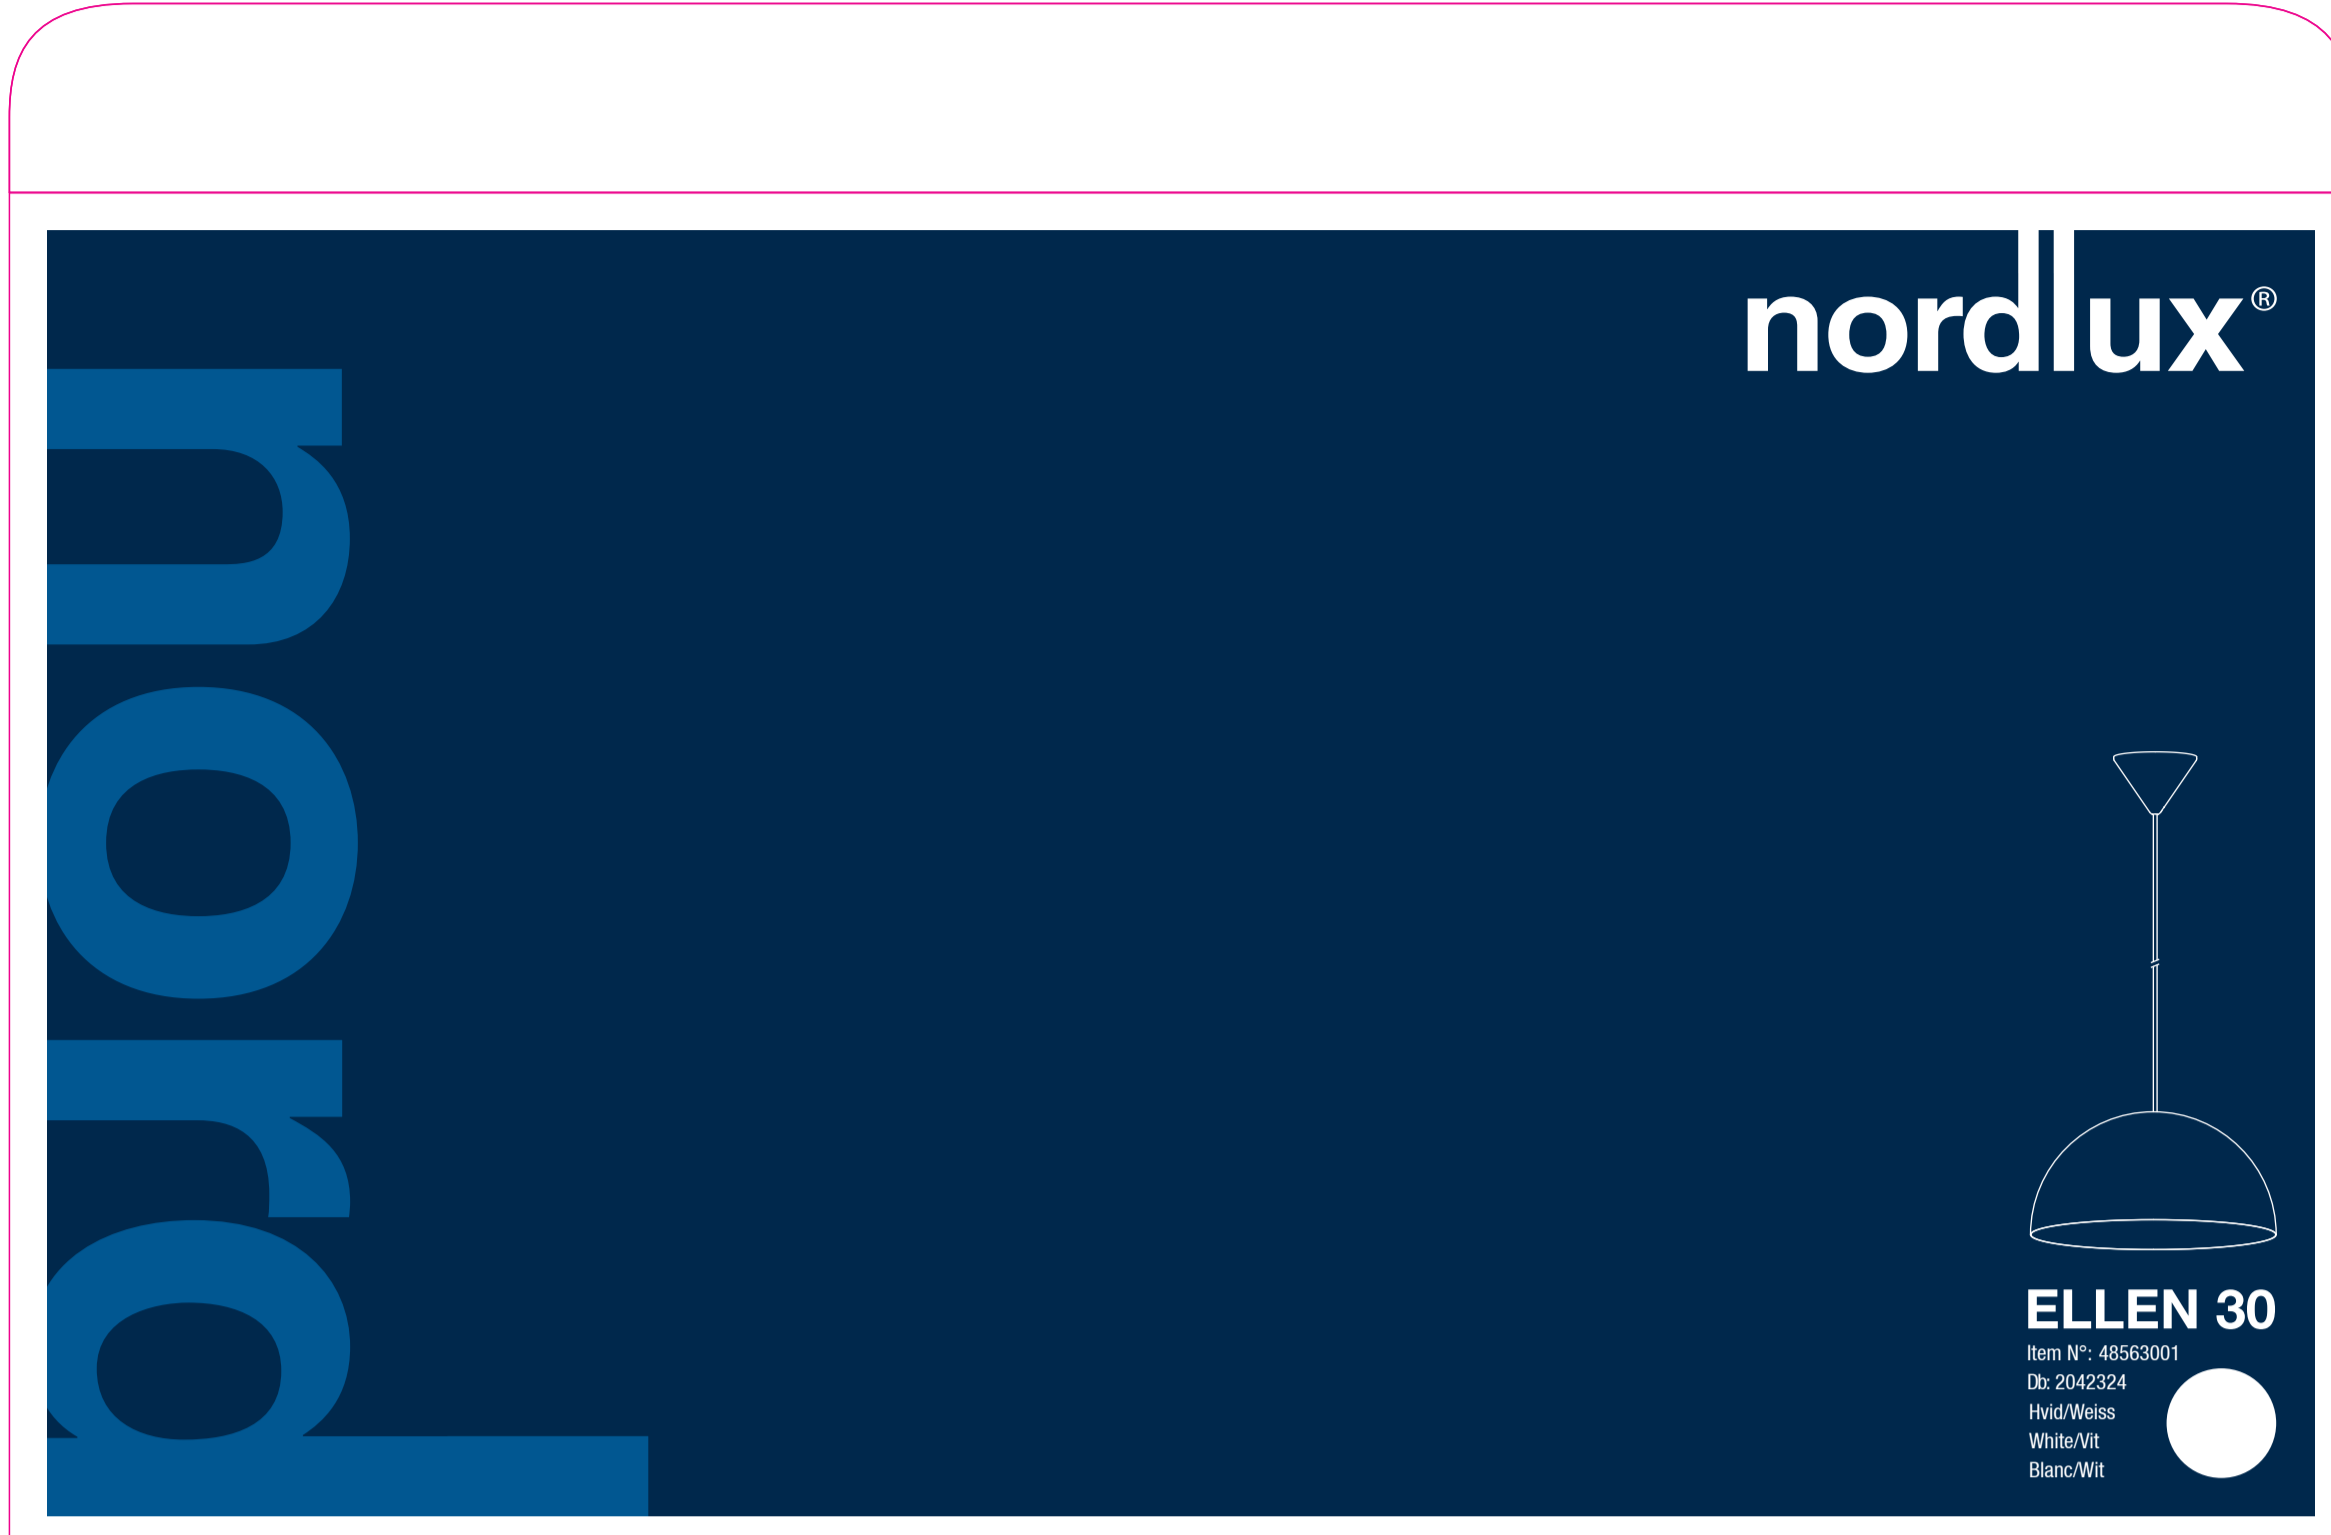 nordlux®
nord
ELLEN 30
Item N°: 48563001
Db: 2042324
Hvid/Weiss
White/Vit
Blanc/Wit